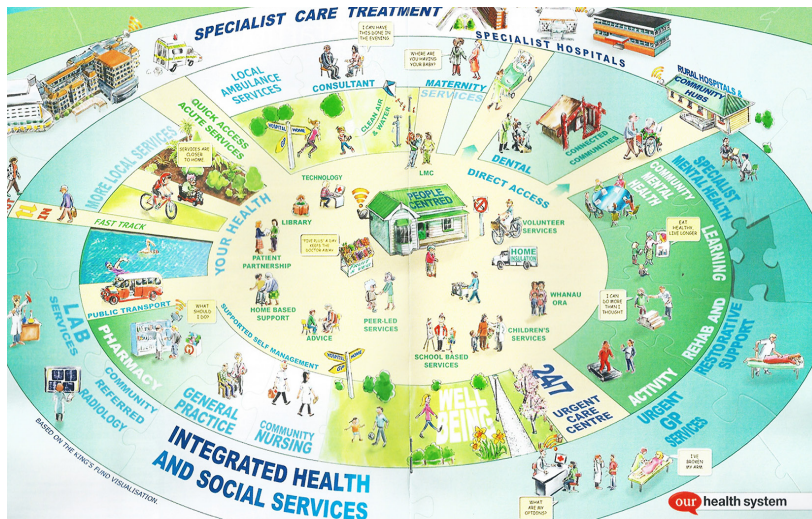 SPECIALIST CARE TREATMENT
SPECIALIST HOSPITALS
I CAN HAVE
THIS DONE IN
THE EVENING
WHERE ARE
YOU HAVING
YOUR BABY?
LOCAL
AMBULANCE
SERVICES
CONSULTANT
MATERNITY
SERVICES
RURAL HOSPITALS &
COMMUNITY
HUBS
QUICK ACCESS
ACUTE SERVICES
MORE LOCAL SERVICES
SERVICES ARE
CLOSER
TO HOME
HOSPITAL
HOME
CLEAN AIR
& WATER
DENTAL
CONNECTED
COMMUNITIES
SPECIALIST
MENTAL HEALTH
COMMUNITY
MENTAL
HEALTH
TECHNOLOGY
LMC
DIRECT ACCESS
PEOPLE
CENTRED
YOUR HEALTH
LIBRARY
VOLUNTEER
SERVICES
FAST TRACK
PATIENT
PARTNERSHIP
HOME
INSULATION
EAT
HEALTHY,
LIVE LONGER
LEARNING
PUBLIC TRANSPORT
WHAT
SHOULD
I DO?
HOME BASED
SUPPORT
SUPPORTED SELF MANAGEMENT
ADVICE
PEER-LED
SERVICES
WHANAU
ORA
I CAN DO
MORE THAN I
THOUGHT
SCHOOL BASED
SERVICES
CHILDREN'S
SERVICES
LAB
SERVICES
PHARMACY
REHAB AND
RESTORATIVE
SUPPORT
ACTIVITY
RADIOLOGY
COMMUNITY
REFERRED
GENERAL
PRACTICE
COMMUNITY
NURSING
HOSPITAL
HOME
GP
WELL
BEING
24/7
URGENT
CARE
CENTRE
URGENT
GP
SERVICES
I'VE
BROKEN
MY ARM
WHAT
ARE MY
OPTIONS?
INTEGRATED HEALTH
AND SOCIAL SERVICES
BASED ON THE KING'S FUND VISUALISATION.
our health system